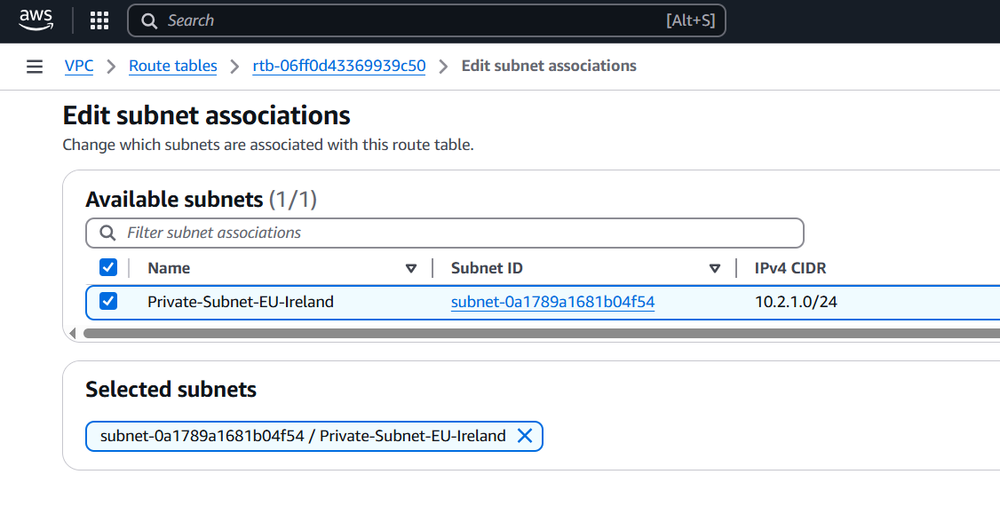 aws
Search [Alt+S]
VPC > Route tables > rtb-06ff0d43369939c50 > Edit subnet associations
Edit subnet associations
Change which subnets are associated with this route table.
Available subnets (1/1)
Filter subnet associations
Name Subnet ID IPv4 CIDR
Private-Subnet-EU-Ireland subnet-0a1789a1681b04f54 10.2.1.0/24
Selected subnets
subnet-0a1789a1681b04f54 / Private-Subnet-EU-Ireland